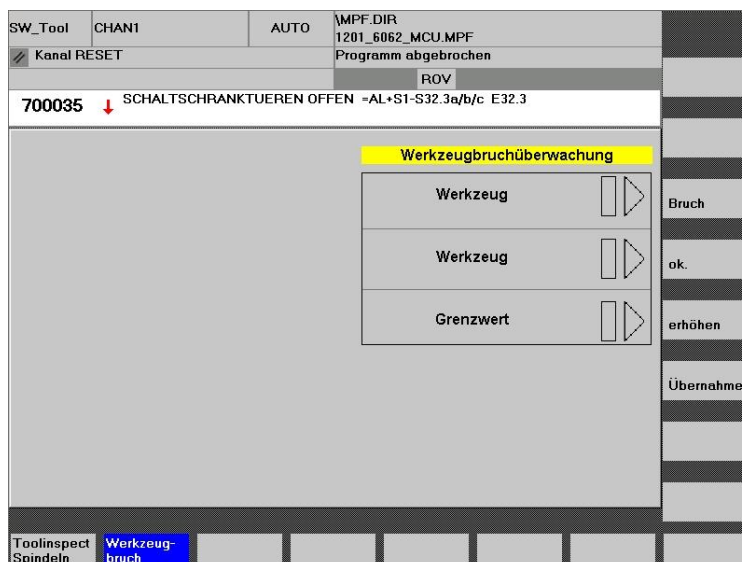 SW_Tool CHAN1 AUTO \MPF.DIR
1201_6062_MCU.MPF
Kanal RESET Programm abgebrochen
ROV
700035 ↓ SCHALTSCHRANKTUEREN OFFEN =AL+S1-S32.3a/b/c E32.3
Werkzeugbruchüberwachung
Werkzeug
Bruch
Werkzeug
ok.
Grenzwert
erhöhen
Übernahme
Toolinspect
Spindeln
Werkzeug-
bruch